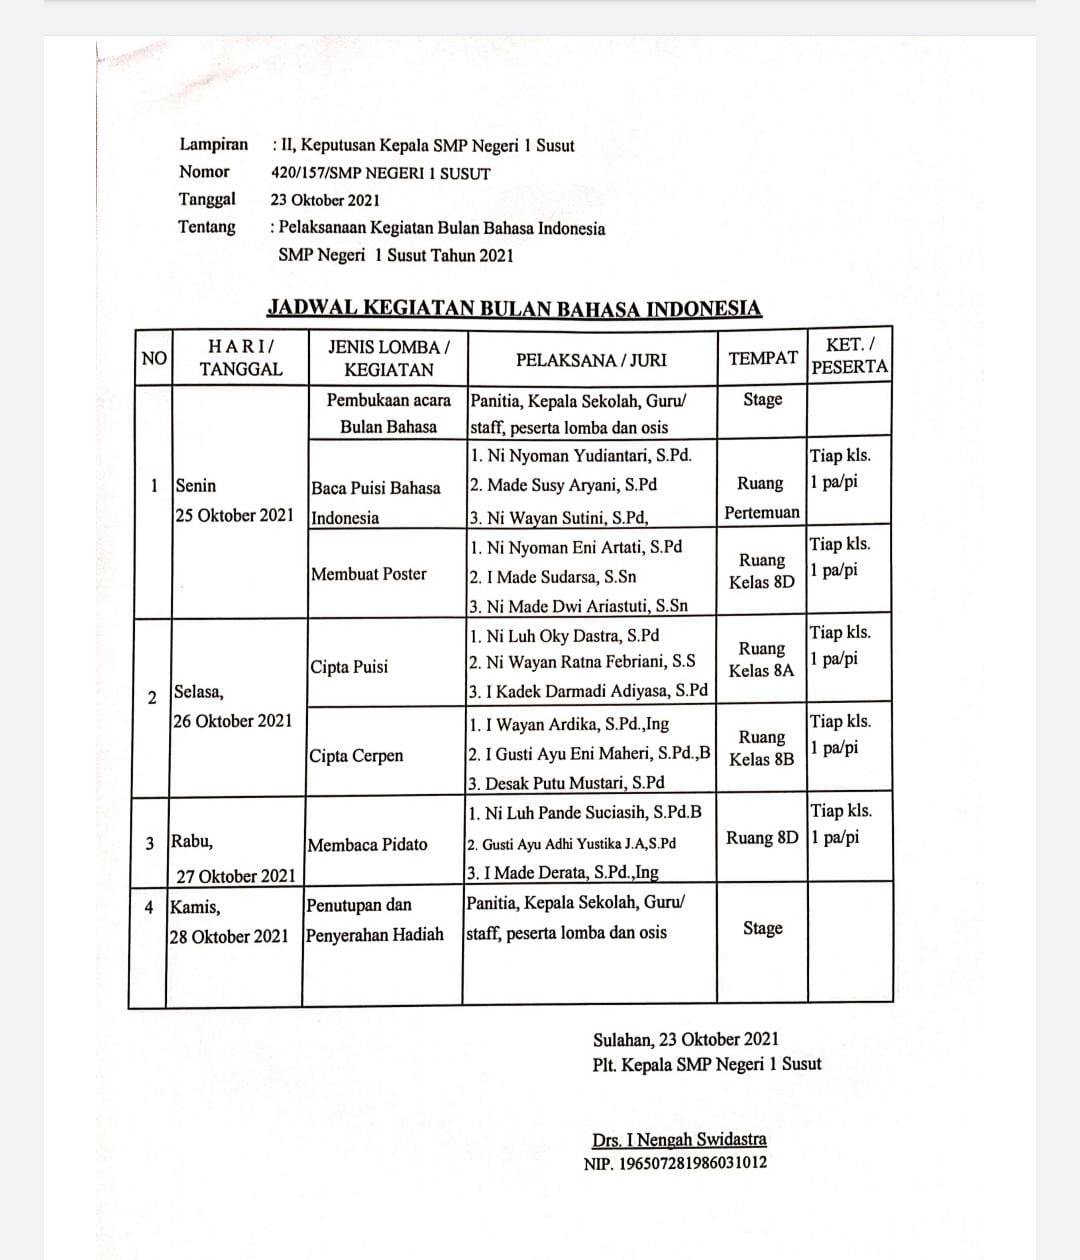 Lampiran : II, Keputusan Kepala SMP Negeri 1 Susut
Nomor 420/157/SMP NEGERI 1 SUSUT
Tanggal 23 Oktober 2021
Tentang : Pelaksanaan Kegiatan Bulan Bahasa Indonesia
SMP Negeri 1 Susut Tahun 2021
JADWAL KEGIATAN BULAN BAHASA INDONESIA
NO
H A R I /
TANGGAL
JENIS LOMBA /
KEGIATAN
PELAKSANA / JURI
TEMPAT
KET. /
PESERTA
1
Senin
25 Oktober 2021
Pembukaan acara
Bulan Bahasa
Panitia, Kepala Sekolah, Guru/
staff, peserta lomba dan osis
Stage
Baca Puisi Bahasa
Indonesia
1. Ni Nyoman Yudiantari, S.Pd.
2. Made Susy Aryani, S.Pd
3. Ni Wayan Sutini, S.Pd,
Ruang
Pertemuan
Tiap kls.
1 pa/pi
Membuat Poster
1. Ni Nyoman Eni Artati, S.Pd
2. I Made Sudarsa, S.Sn
3. Ni Made Dwi Ariastuti, S.Sn
Ruang
Kelas 8D
Tiap kls.
1 pa/pi
2
Selasa,
26 Oktober 2021
Cipta Puisi
1. Ni Luh Oky Dastra, S.Pd
2. Ni Wayan Ratna Febriani, S.S
3. I Kadek Darmadi Adiyasa, S.Pd
Ruang
Kelas 8A
Tiap kls.
1 pa/pi
Cipta Cerpen
1. I Wayan Ardika, S.Pd.,Ing
2. I Gusti Ayu Eni Maheri, S.Pd.,B
3. Desak Putu Mustari, S.Pd
Ruang
Kelas 8B
Tiap kls.
1 pa/pi
3
Rabu,
27 Oktober 2021
Membaca Pidato
1. Ni Luh Pande Suciasih, S.Pd.B
2. Gusti Ayu Adhi Yustika J.A,S.Pd
3. I Made Derata, S.Pd.,Ing
Ruang 8D
Tiap kls.
1 pa/pi
4
Kamis,
28 Oktober 2021
Penutupan dan
Penyerahan Hadiah
Panitia, Kepala Sekolah, Guru/
staff, peserta lomba dan osis
Stage
Sulahan, 23 Oktober 2021
Plt. Kepala SMP Negeri 1 Susut
Drs. I Nengah Swidastra
NIP. 196507281986031012